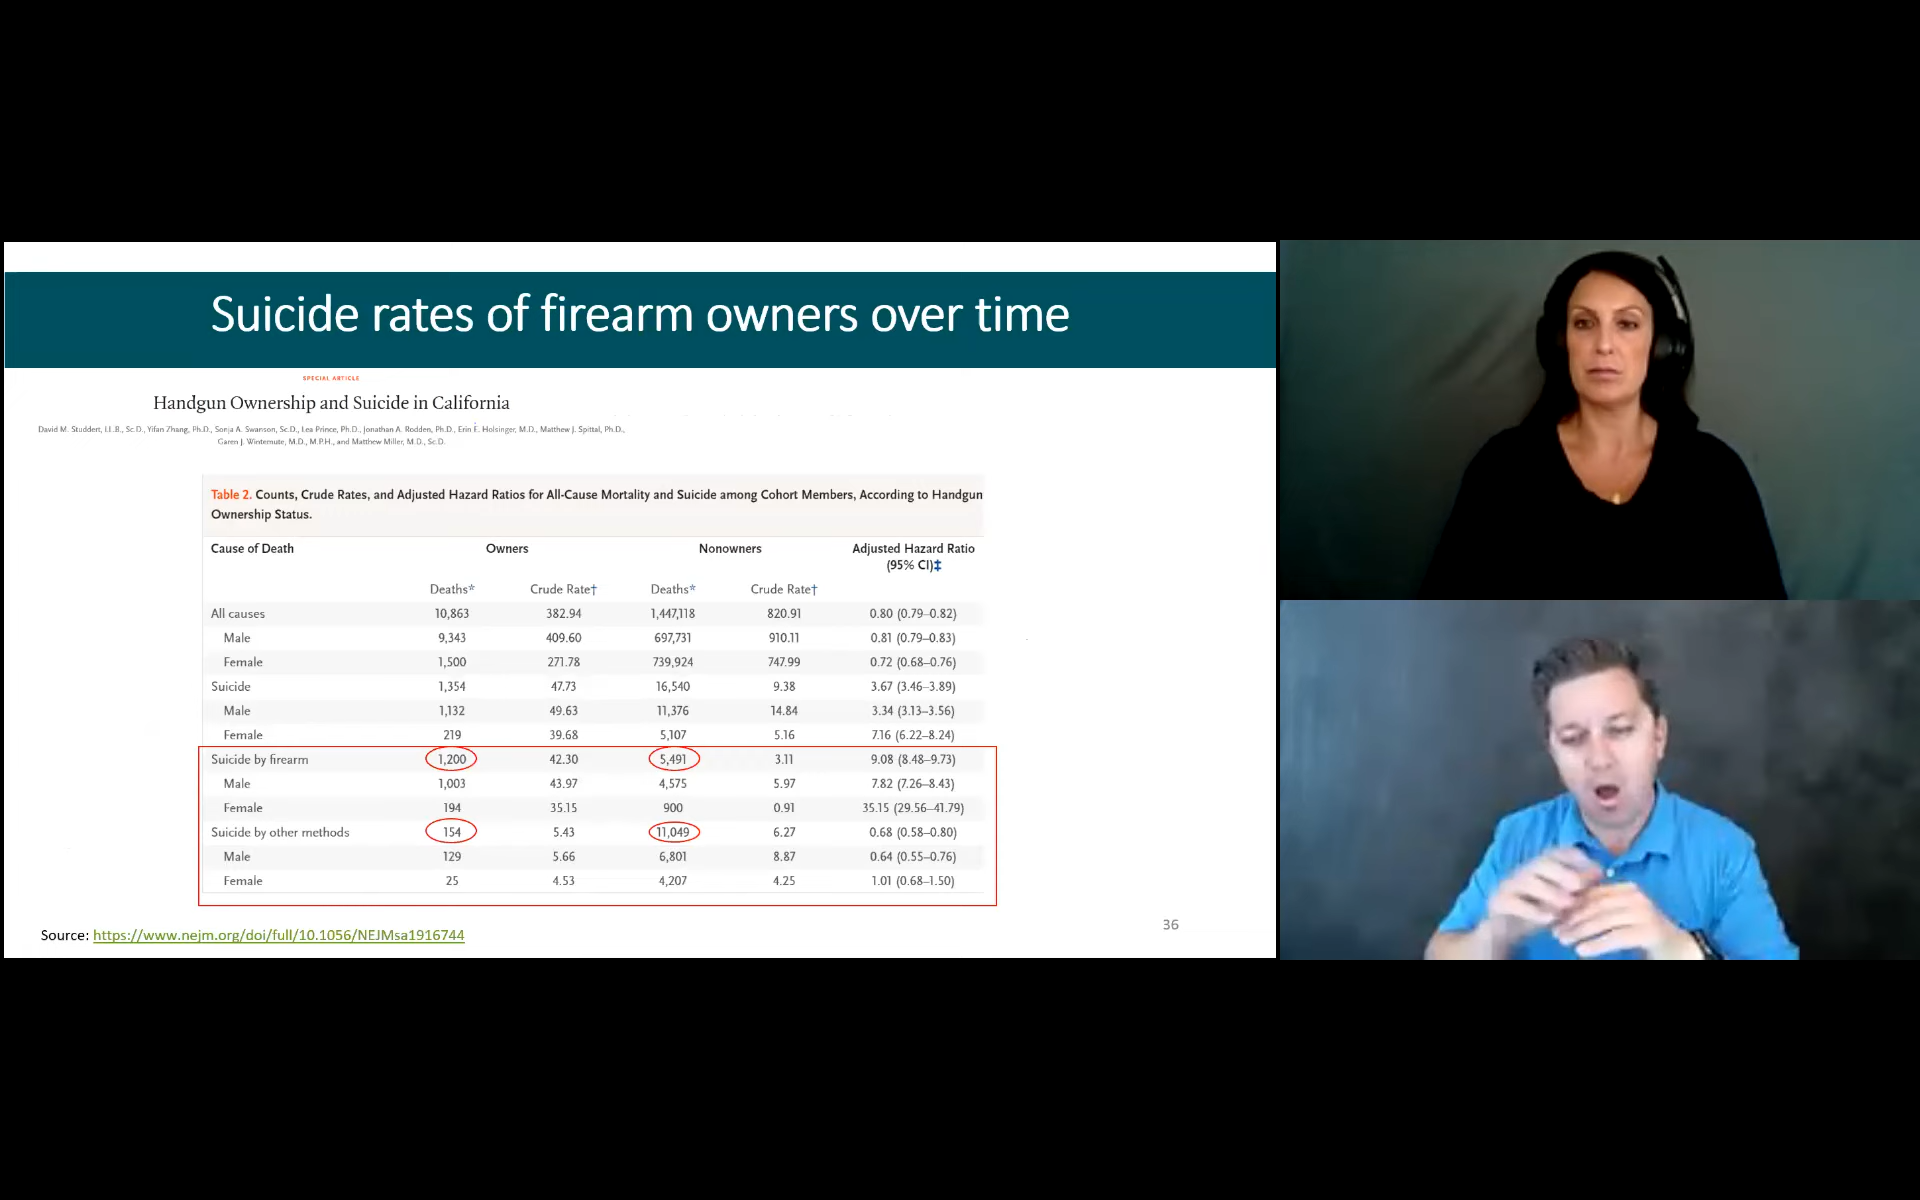 Suicide rates of firearm owners over time
SPECIAL ARTICLE
Handgun Ownership and Suicide in California
David M. Studdert, LL.B., Sc.D., Yifan Zhang, Ph.D., Sonja A. Swanson, Sc.D., Lea Prince, Ph.D., Jonathan A. Rodden, Ph.D., Erin E. Holsinger, M.D., Matthew J. Spittal, Ph.D.,
Garen J. Wintemute, M.D., M.P.H., and Matthew Miller, M.D., Sc.D.
Table 2. Counts, Crude Rates, and Adjusted Hazard Ratios for All-Cause Mortality and Suicide among Cohort Members, According to Handgun
Ownership Status.
Cause of Death Owners Nonowners Adjusted Hazard Ratio
(95% CI)‡
Deaths* Crude Rate† Deaths* Crude Rate†
All causes 10,863 382.94 1,447,118 820.91 0.80 (0.79–0.82)
Male 9,343 409.60 697,731 910.11 0.81 (0.79–0.83)
Female 1,500 271.78 739,924 747.99 0.72 (0.68–0.76)
Suicide 1,354 47.73 16,540 9.38 3.67 (3.46–3.89)
Male 1,132 49.63 11,376 14.84 3.34 (3.13–3.56)
Female 219 39.68 5,107 5.16 7.16 (6.22–8.24)
Suicide by firearm 1,200 42.30 5,491 3.11 9.08 (8.48–9.73)
Male 1,003 43.97 4,575 5.97 7.82 (7.26–8.43)
Female 194 35.15 900 0.91 35.15 (29.56–41.79)
Suicide by other methods 154 5.43 11,049 6.27 0.68 (0.58–0.80)
Male 129 5.66 6,801 8.87 0.64 (0.55–0.76)
Female 25 4.53 4,207 4.25 1.01 (0.68–1.50)
Source: https://www.nejm.org/doi/full/10.1056/NEJMsa1916744
36